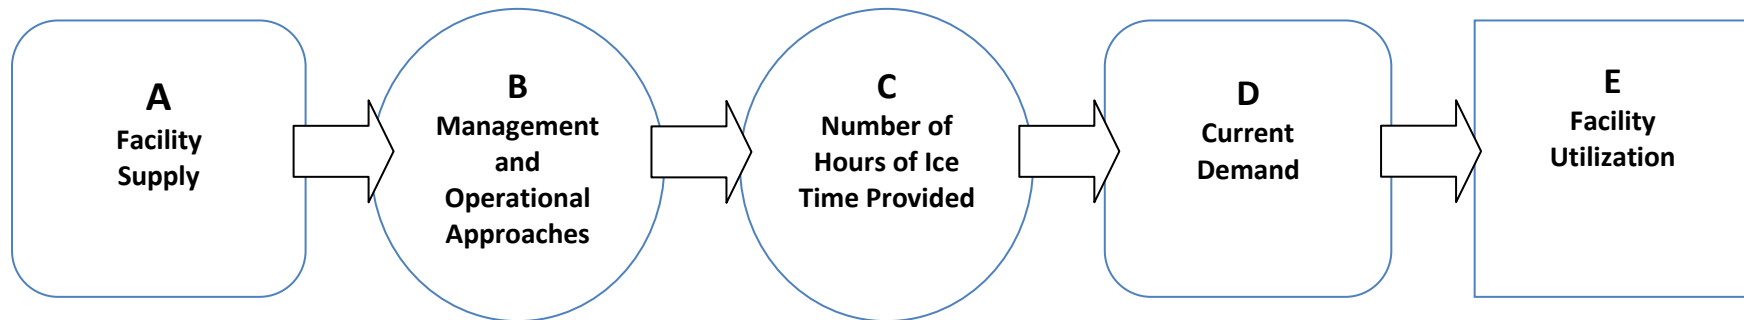 A
Facility
Supply
B
Management
and
Operational
Approaches
C
Number of
Hours of Ice
Time Provided
D
Current
Demand
E
Facility
Utilization